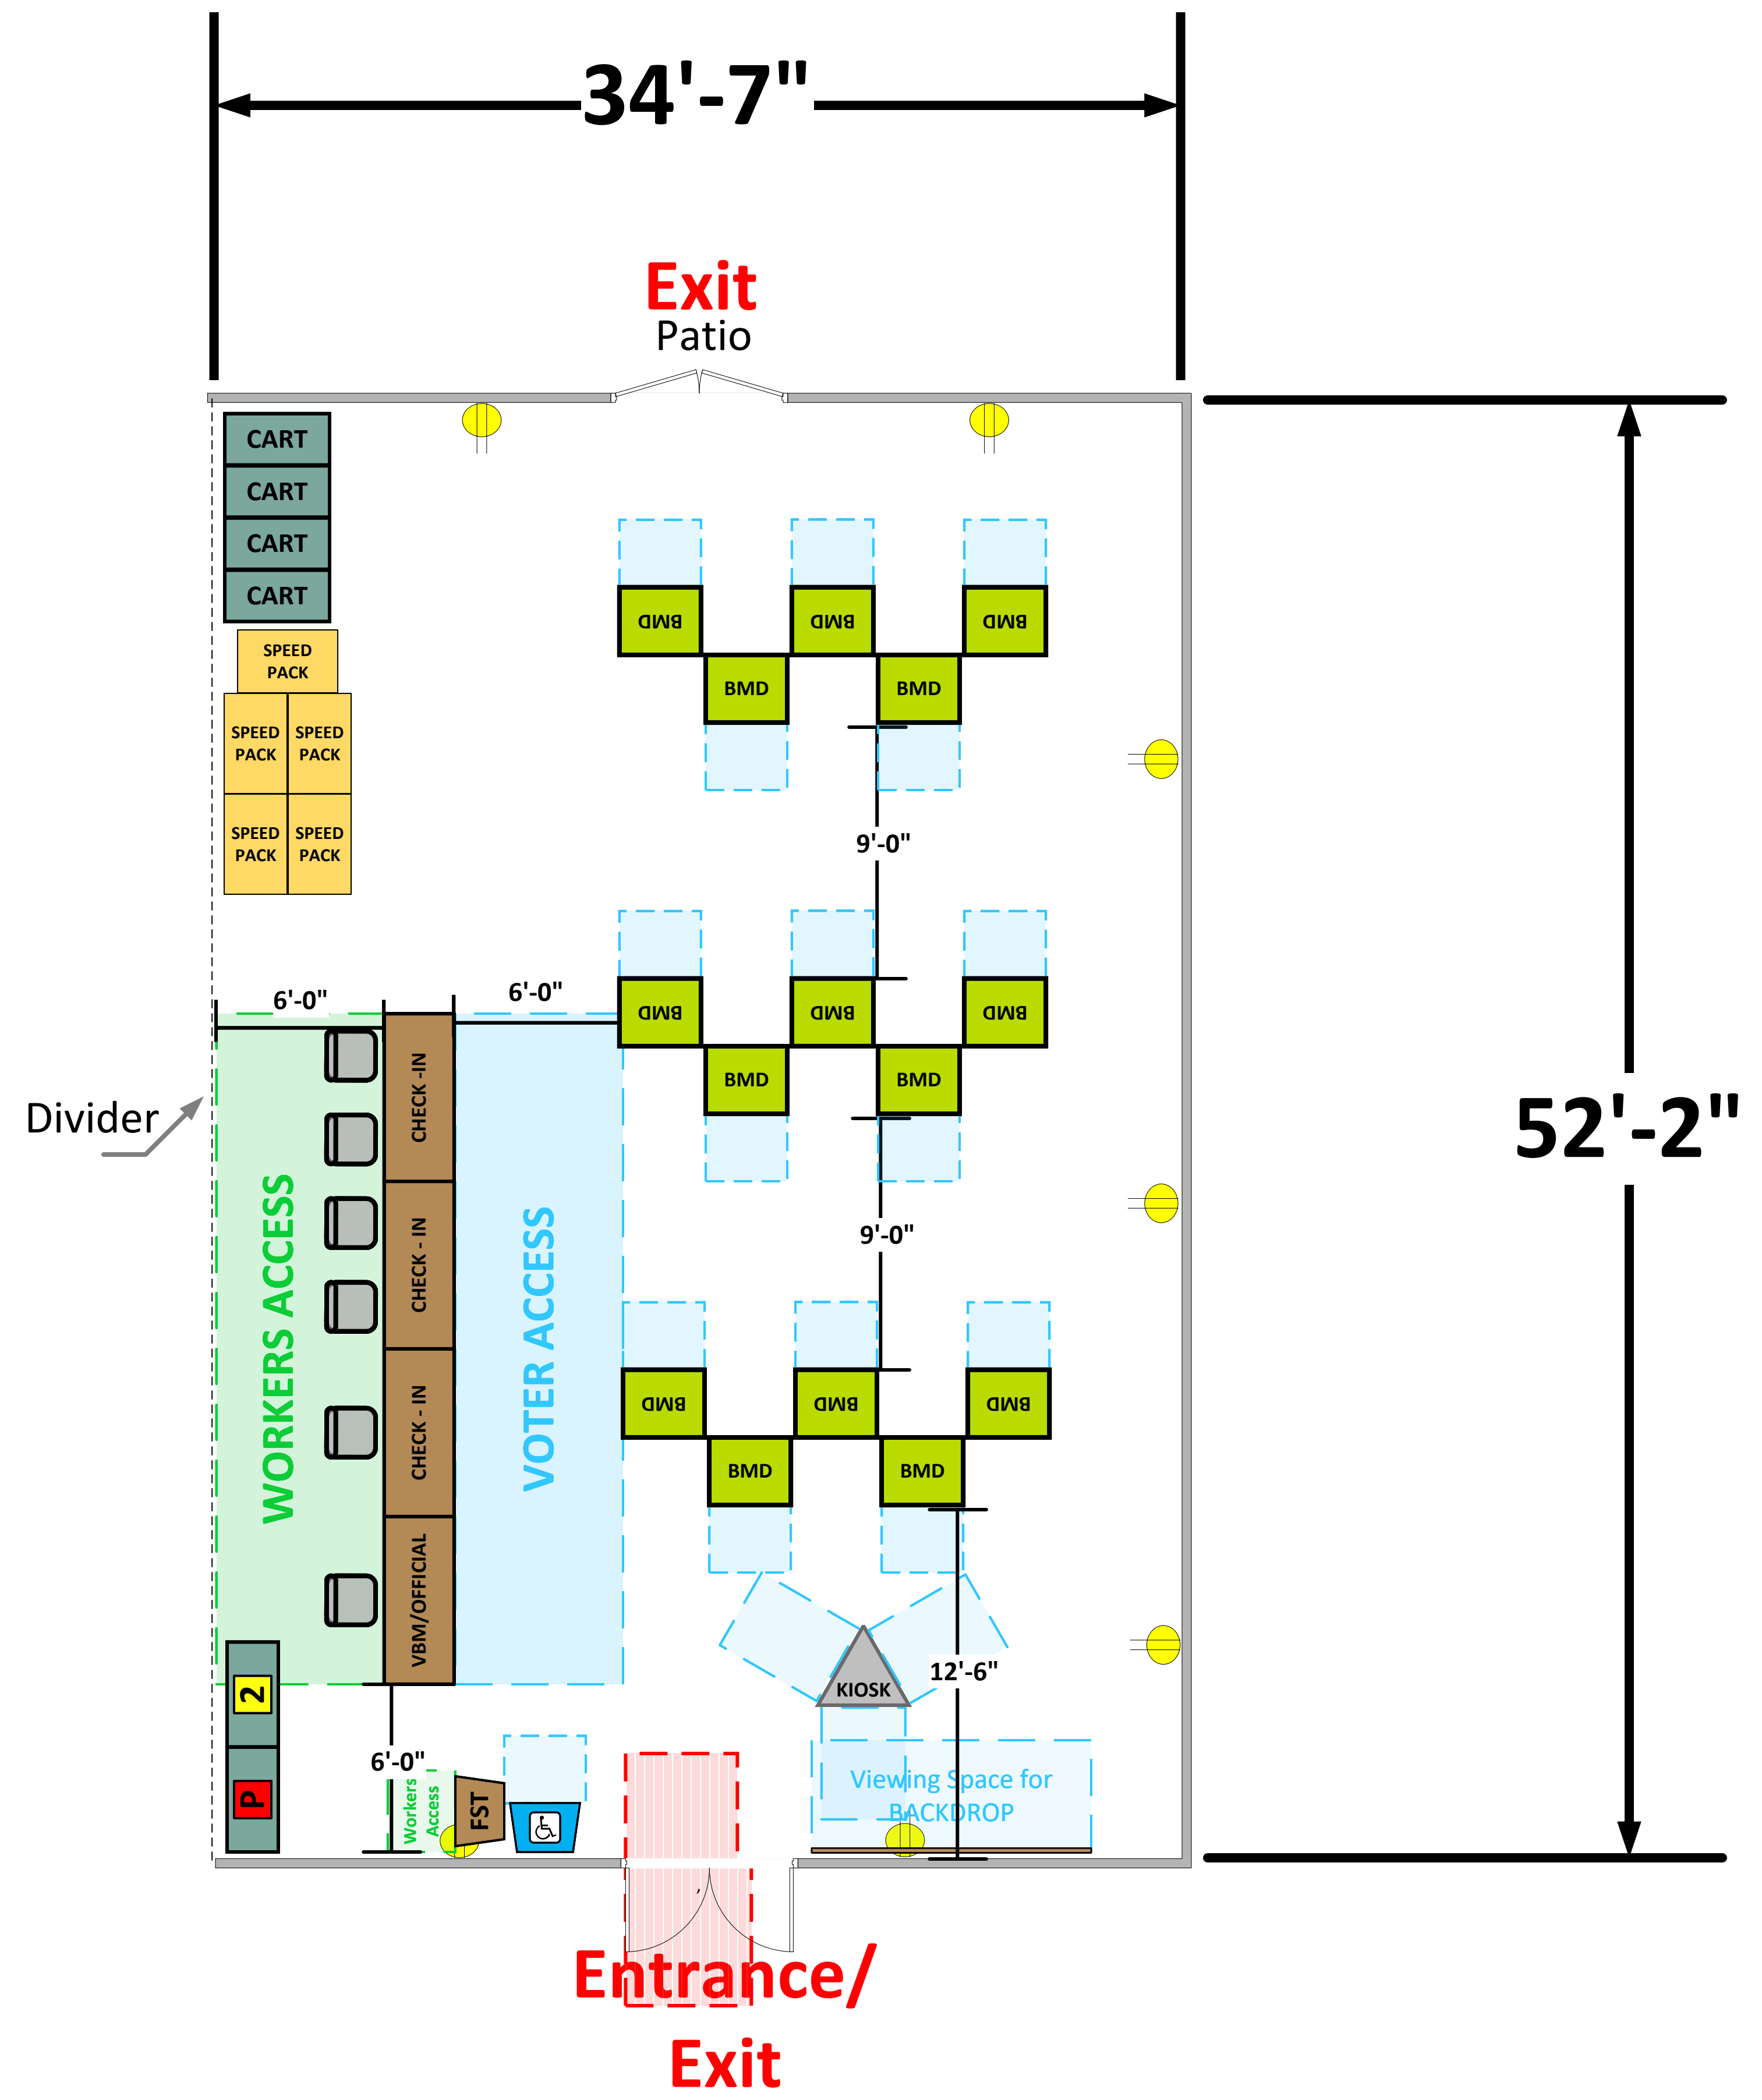 34'-7"
Exit
Patio
CART
CART
CART
CART
SPEED
PACK
SPEED
PACK
SPEED
PACK
SPEED
PACK
SPEED
PACK
BMD
BMD
BMD
BMD
BMD
9'-0"
BMD
BMD
BMD
BMD
BMD
6'-0"
6'-0"
Divider
52'-2"
WORKERS ACCESS
CHECK -IN
CHECK - IN
CHECK - IN
VBM/OFFICIAL
VOTER ACCESS
9'-0"
BMD
BMD
BMD
BMD
BMD
KIOSK
12'-6"
2
P
6'-0"
Workers
Access
FST
Viewing Space for
BACKDROP
,
Entrance/
Exit